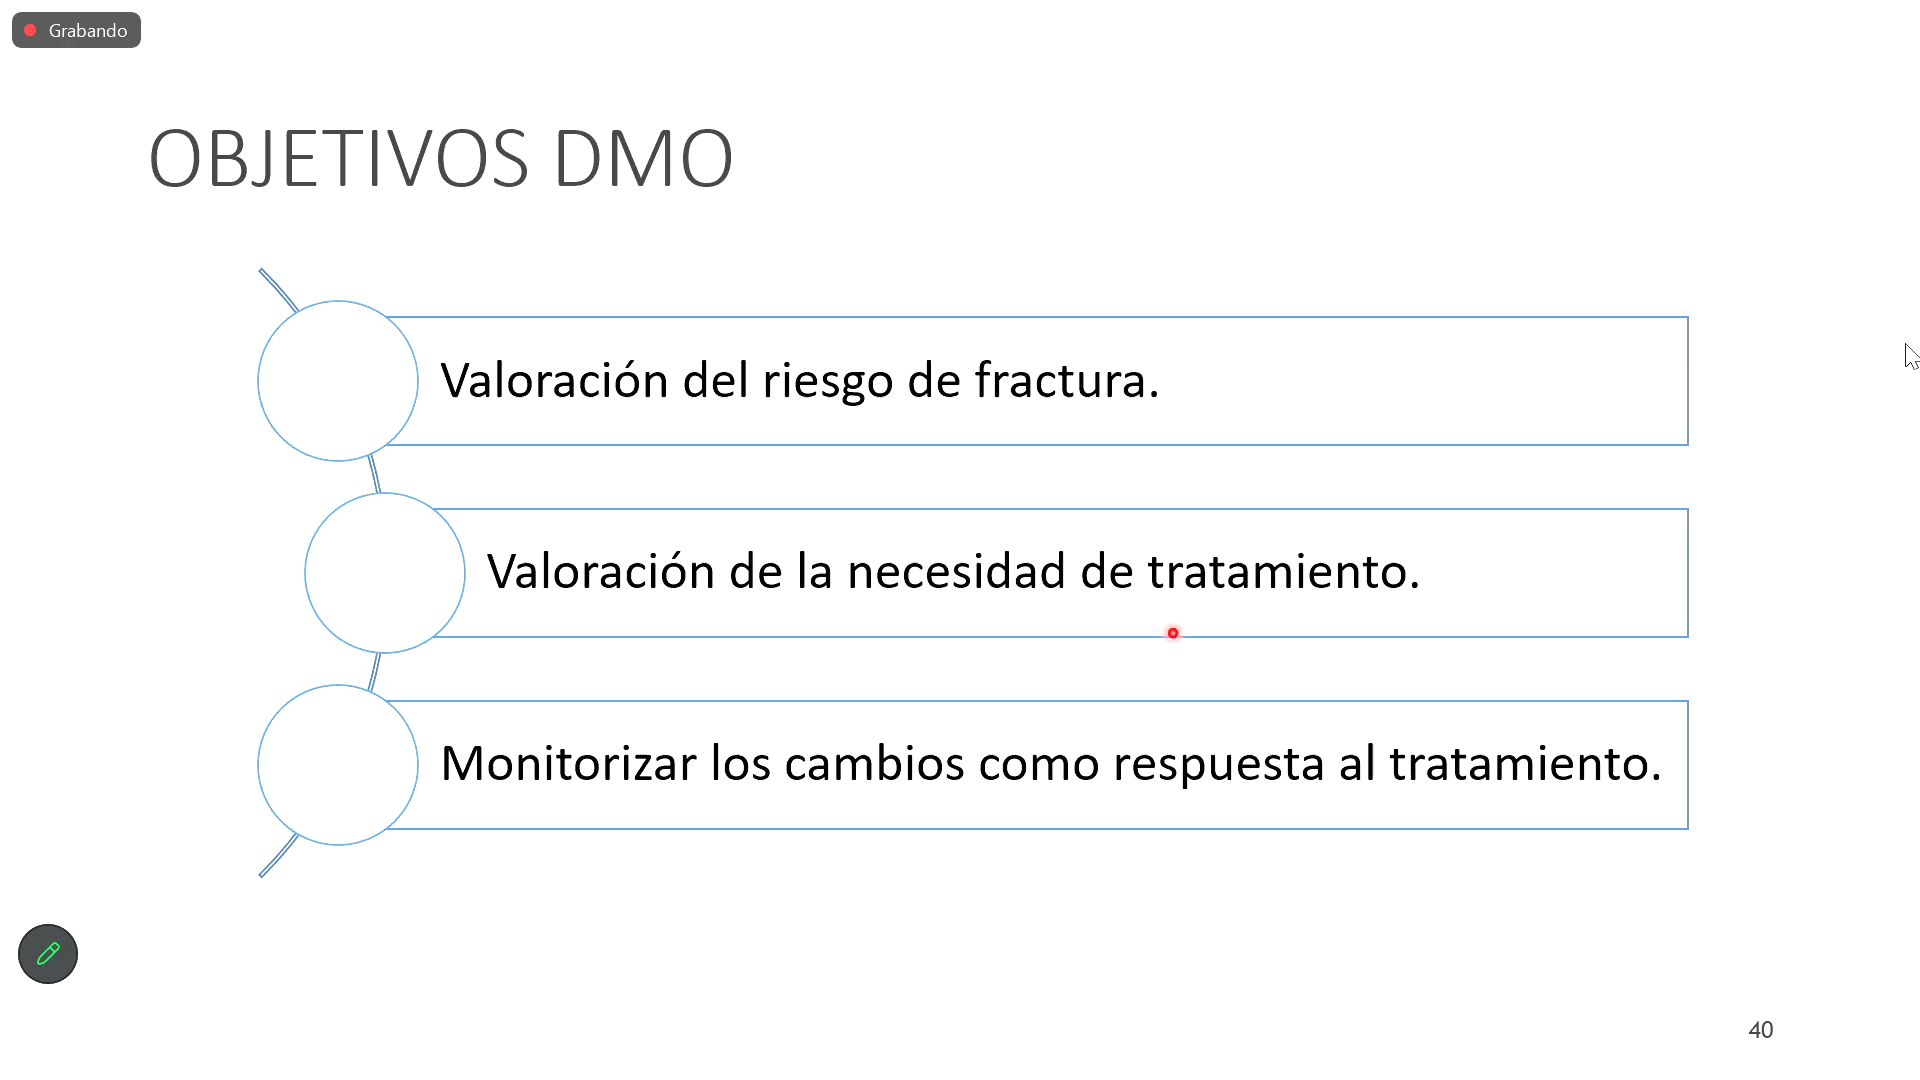 Grabando
OBJETIVOS DMO
Valoración del riesgo de fractura.
Valoración de la necesidad de tratamiento.
Monitorizar los cambios como respuesta al tratamiento.
40